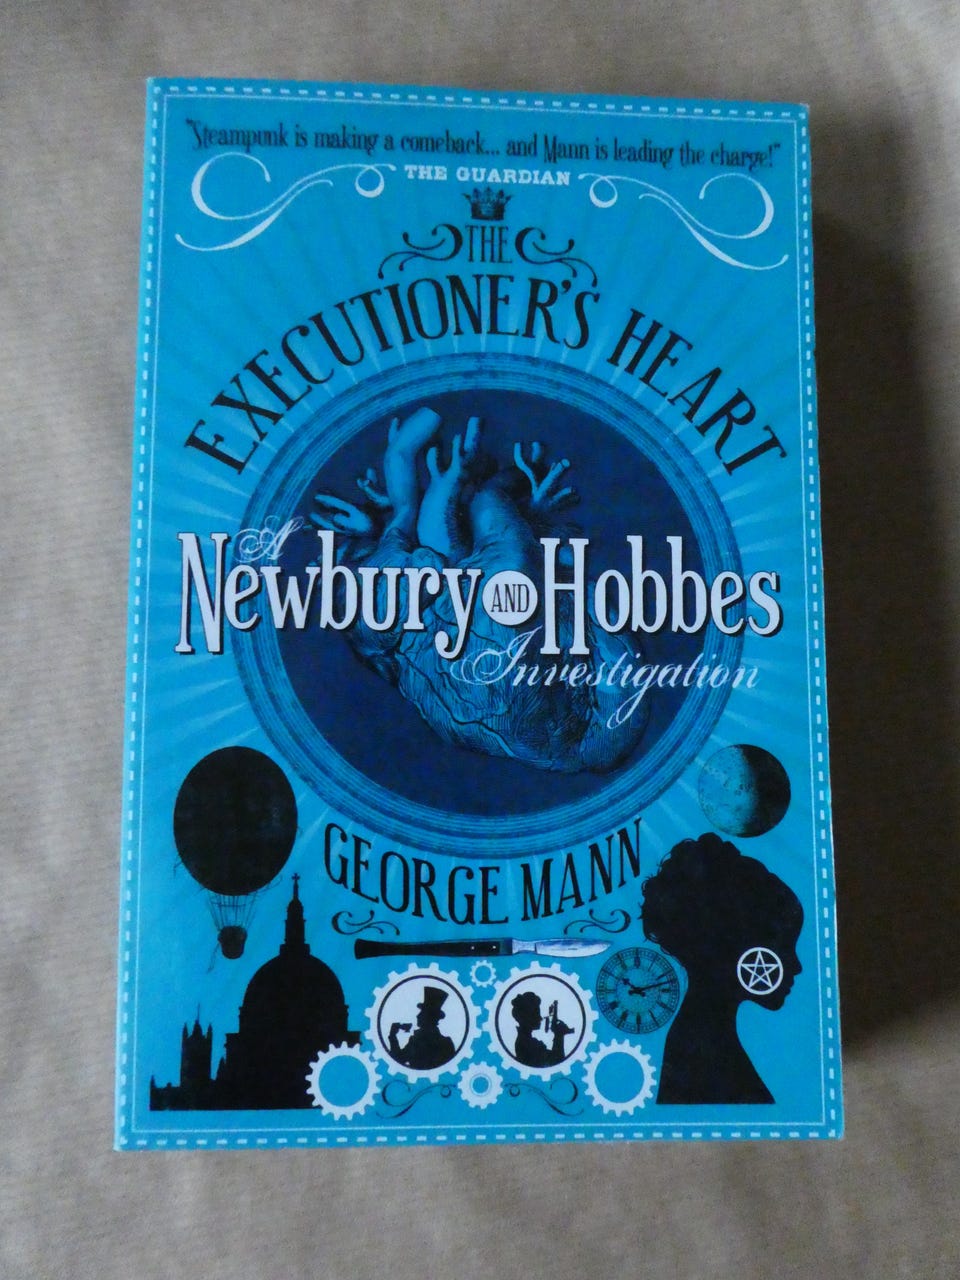 "Steampunk is making a comeback... and Mann is leading the charge!"
THE GUARDIAN
THE
EXECUTIONER'S HEART
A
Newbury AND Hobbes
Investigation
GEORGE MANN